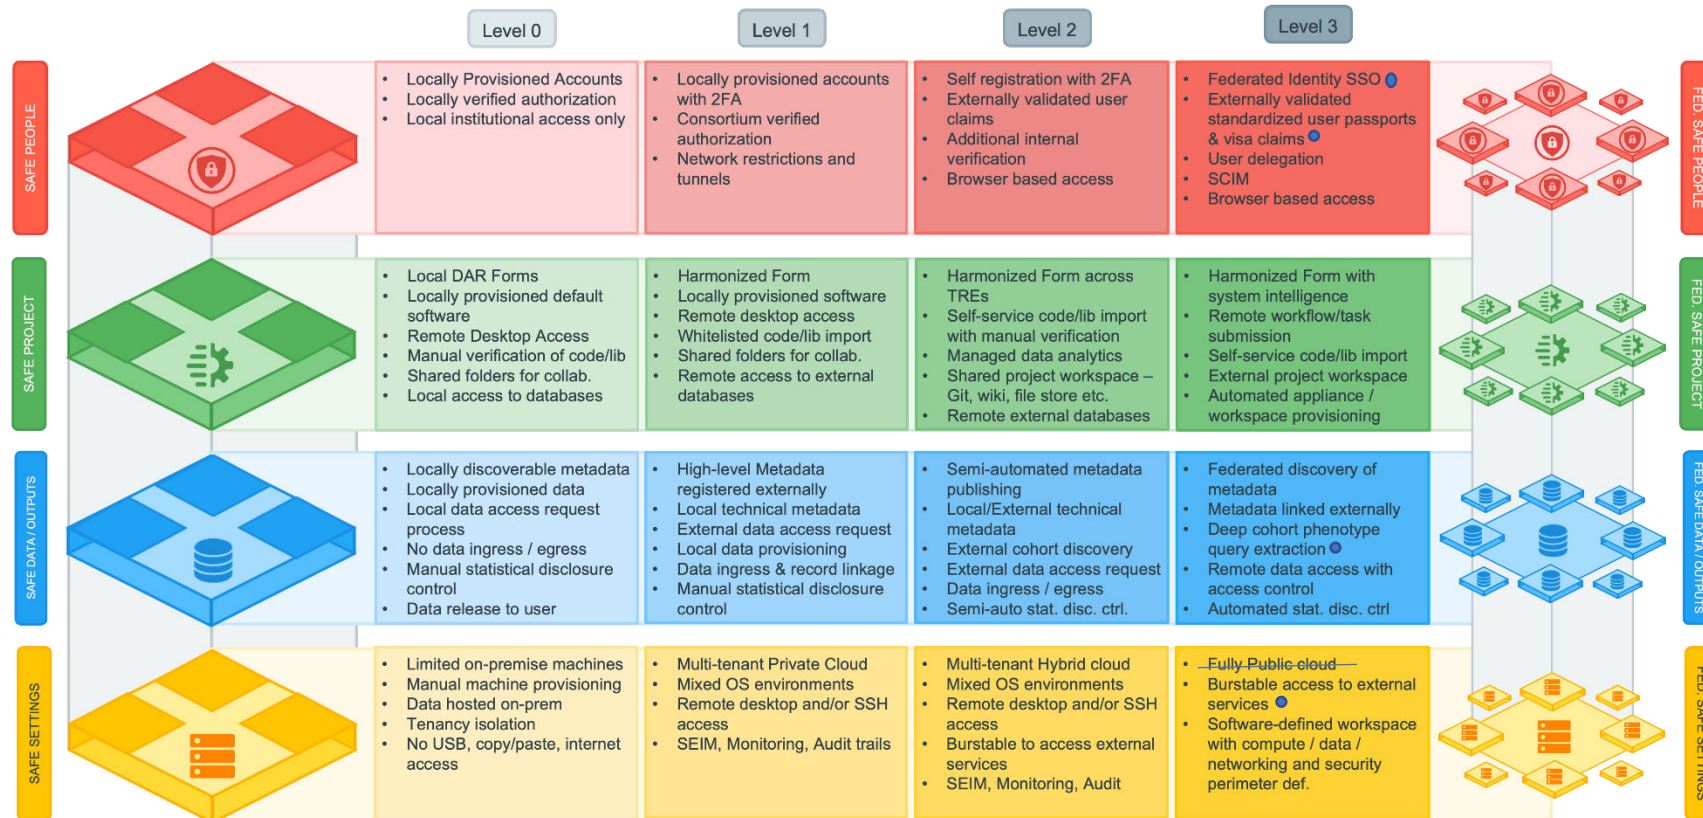 Level 0
Level 1
Level 2
Level 3
SAFE PEOPLE
• Locally Provisioned Accounts
• Locally verified authorization
• Local institutional access only
• Locally provisioned accounts
with 2FA
• Consortium verified
authorization
• Network restrictions and
tunnels
• Self registration with 2FA
• Externally validated user
claims
• Additional internal
verification
• Browser based access
• Federated Identity SSO
• Externally validated
standardized user passports
& visa claims
• User delegation
• SCIM
• Browser based access
FED. SAFE PEOPLE
SAFE PROJECT
• Local DAR Forms
• Locally provisioned default
software
• Remote Desktop Access
• Manual verification of code/lib
• Shared folders for collab.
• Local access to databases
• Harmonized Form
• Locally provisioned software
• Remote desktop access
• Whitelisted code/lib import
• Shared folders for collab.
• Remote access to external
databases
• Harmonized Form across
TREs
• Self-service code/lib import
with manual verification
• Managed data analytics
• Shared project workspace –
Git, wiki, file store etc.
• Remote external databases
• Harmonized Form with
system intelligence
• Remote workflow/task
submission
• Self-service code/lib import
• External project workspace
• Automated appliance /
workspace provisioning
FED. SAFE PROJECT
SAFE DATA / OUTPUTS
• Locally discoverable metadata
• Locally provisioned data
• Local data access request
process
• No data ingress / egress
• Manual statistical disclosure
control
• Data release to user
• High-level Metadata
registered externally
• Local technical metadata
• External data access request
• Local data provisioning
• Data ingress & record linkage
• Manual statistical disclosure
control
• Semi-automated metadata
publishing
• Local/External technical
metadata
• External cohort discovery
• External data access request
• Data ingress / egress
• Semi-auto stat. disc. ctrl.
• Federated discovery of
metadata
• Metadata linked externally
• Deep cohort phenotype
query extraction
• Remote data access with
access control
• Automated stat. disc. ctrl
FED. SAFE DATA / OUTPUTS
SAFE SETTINGS
• Limited on-premise machines
• Manual machine provisioning
• Data hosted on-prem
• Tenancy isolation
• No USB, copy/paste, internet
access
• Multi-tenant Private Cloud
• Mixed OS environments
• Remote desktop and/or SSH
access
• SEIM, Monitoring, Audit trails
• Multi-tenant Hybrid cloud
• Mixed OS environments
• Remote desktop and/or SSH
access
• Burstable to access external
services
• SEIM, Monitoring, Audit
• Fully Public cloud
• Burstable access to external
services
• Software-defined workspace
with compute / data /
networking and security
perimeter def.
FED. SAFE SETTINGS